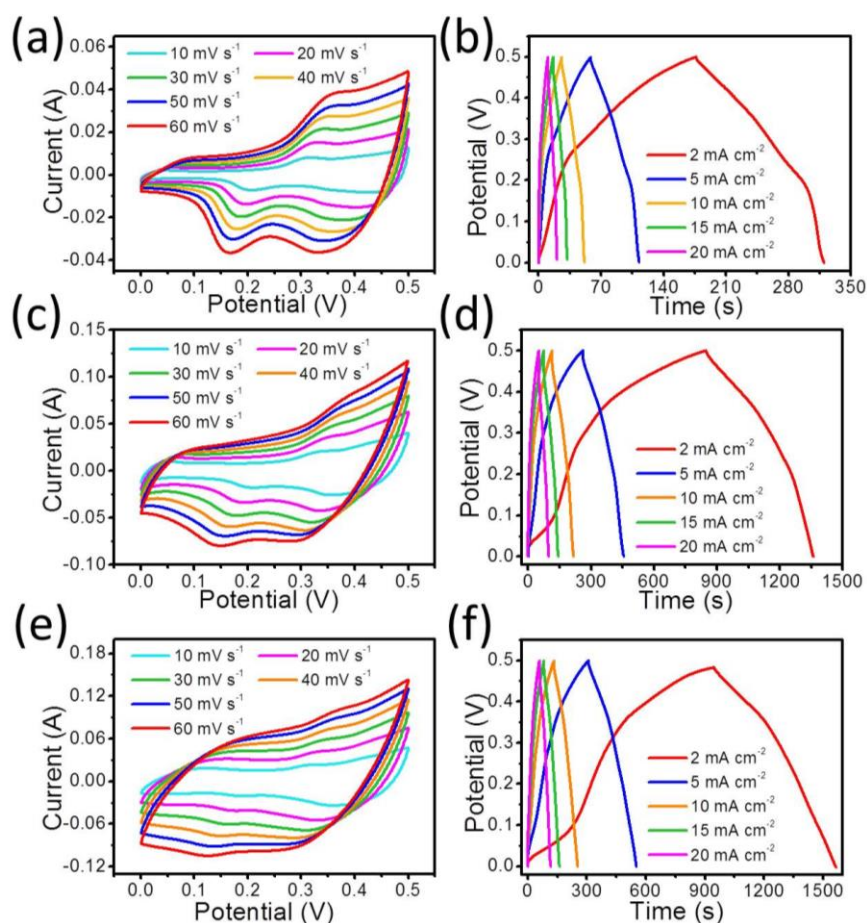 (a)
0.06
0.04
0.02
0.00
-0.02
-0.04
Current (A)
10 mV s⁻¹ 20 mV s⁻¹
30 mV s⁻¹ 40 mV s⁻¹
50 mV s⁻¹
60 mV s⁻¹
0.0 0.1 0.2 0.3 0.4 0.5
Potential (V)
(b)
0.5
0.4
0.3
0.2
0.1
0.0
Potential (V)
2 mA cm⁻²
5 mA cm⁻²
10 mA cm⁻²
15 mA cm⁻²
20 mA cm⁻²
0 70 140 210 280 350
Time (s)
(c)
0.15
0.10
0.05
0.00
-0.05
-0.10
Current (A)
10 mV s⁻¹ 20 mV s⁻¹
30 mV s⁻¹ 40 mV s⁻¹
50 mV s⁻¹
60 mV s⁻¹
0.0 0.1 0.2 0.3 0.4 0.5
Potential (V)
(d)
0.5
0.4
0.3
0.2
0.1
0.0
Potential (V)
2 mA cm⁻²
5 mA cm⁻²
10 mA cm⁻²
15 mA cm⁻²
20 mA cm⁻²
0 300 600 900 1200 1500
Time (s)
(e)
0.18
0.12
0.06
0.00
-0.06
-0.12
Current (A)
10 mV s⁻¹ 20 mV s⁻¹
30 mV s⁻¹ 40 mV s⁻¹
50 mV s⁻¹
60 mV s⁻¹
0.0 0.1 0.2 0.3 0.4 0.5
Potential (V)
(f)
0.5
0.4
0.3
0.2
0.1
0.0
Potential (V)
2 mA cm⁻²
5 mA cm⁻²
10 mA cm⁻²
15 mA cm⁻²
20 mA cm⁻²
0 300 600 900 1200 1500
Time (s)